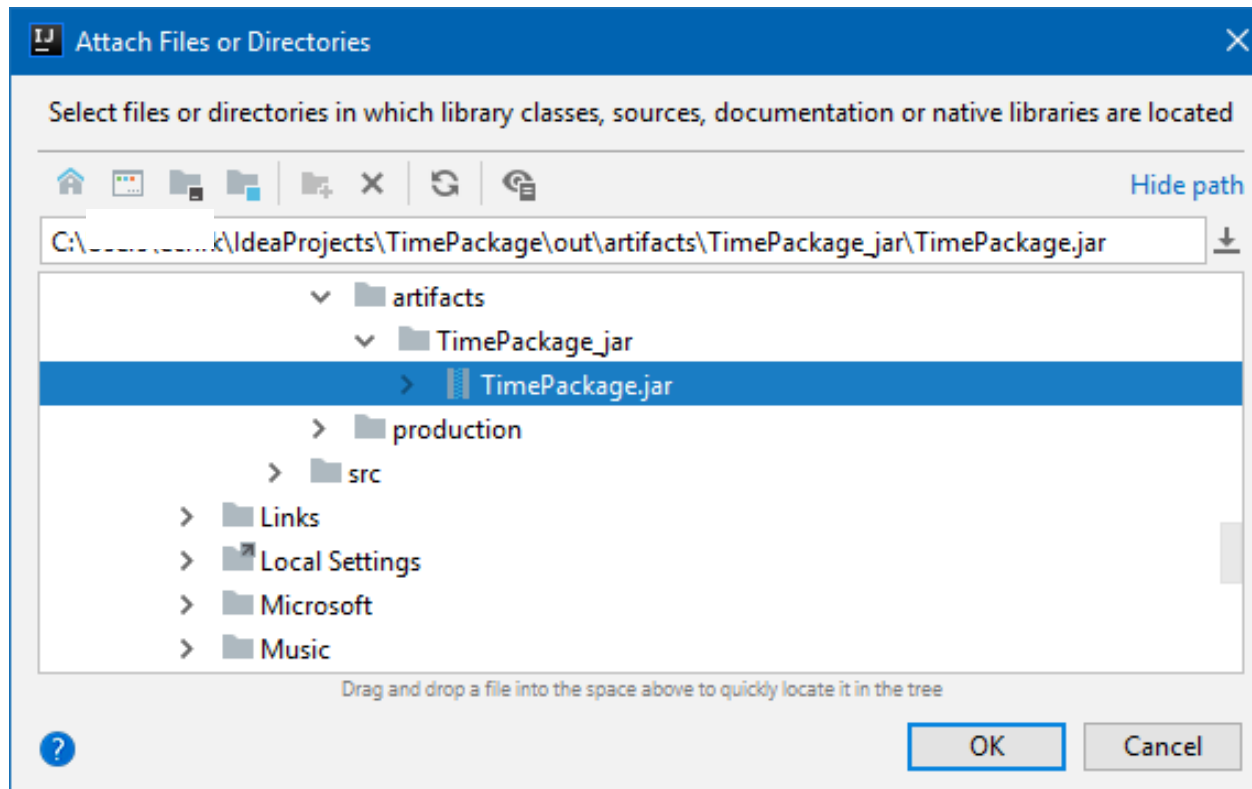 IJ
Attach Files or Directories
Select files or directories in which library classes, sources, documentation or native libraries are located
Hide path
C:\ \IdeaProjects\TimePackage\out\artifacts\TimePackage_jar\TimePackage.jar
artifacts
TimePackage_jar
TimePackage.jar
production
src
Links
Local Settings
Microsoft
Music
Drag and drop a file into the space above to quickly locate it in the tree
?
OK
Cancel